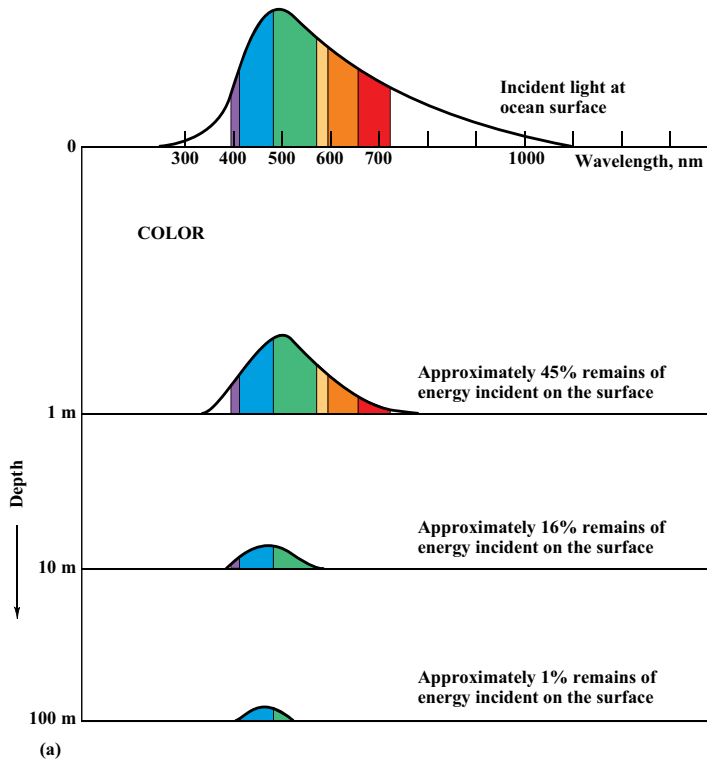 Incident light at
ocean surface
0
300 400 500 600 700 1000 Wavelength, nm
COLOR
Approximately 45% remains of
energy incident on the surface
1 m
Depth
Approximately 16% remains of
energy incident on the surface
10 m
Approximately 1% remains of
energy incident on the surface
100 m
(a)